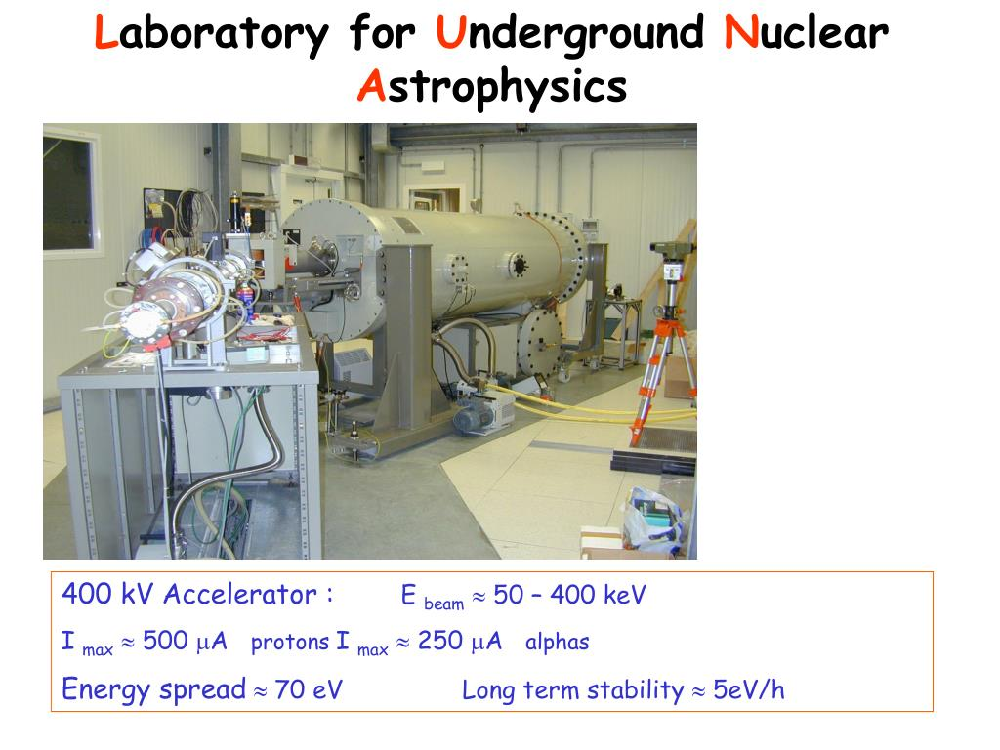 Laboratory for Underground Nuclear
Astrophysics
400 kV Accelerator : E beam ≈ 50 – 400 keV
I max ≈ 500 μA protons I max ≈ 250 μA alphas
Energy spread ≈ 70 eV Long term stability ≈ 5eV/h